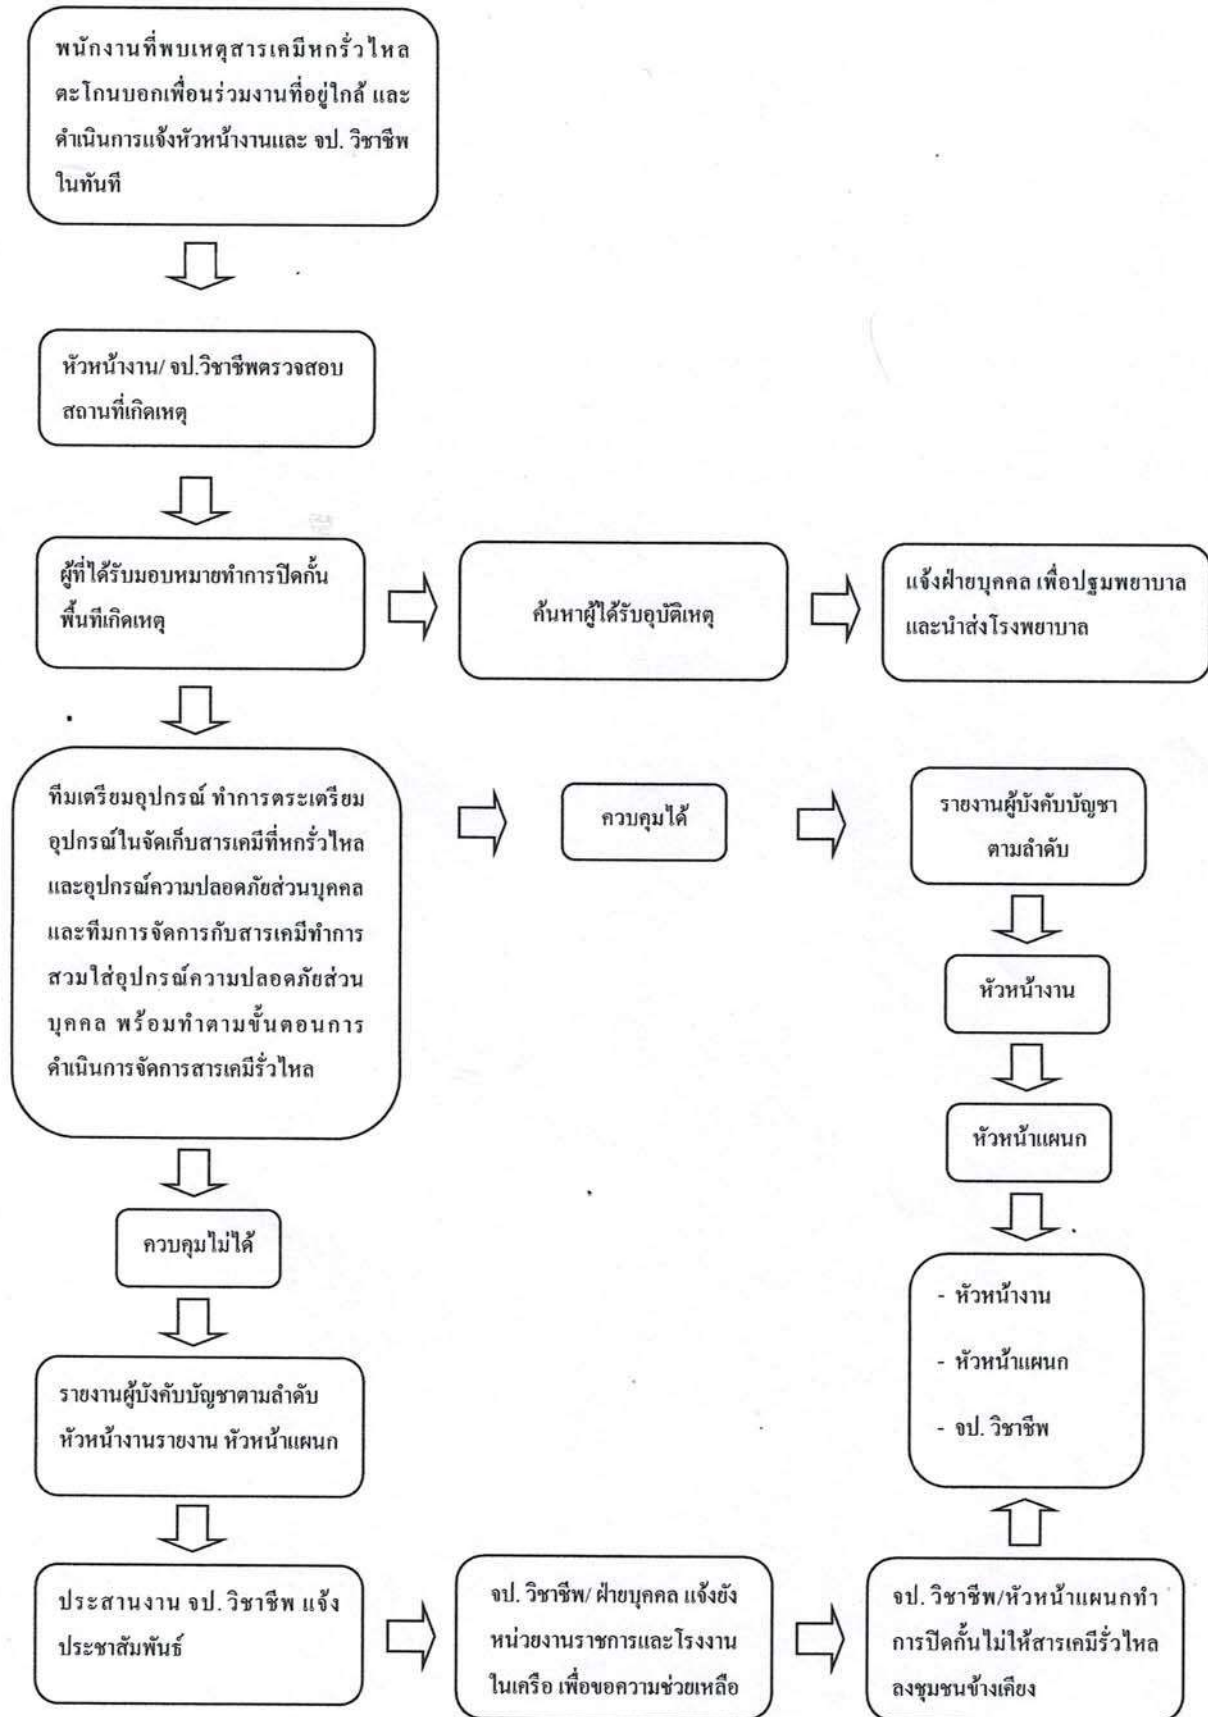 พนักงานที่พบเหตุสารเคมีหกรั่วไหล
ตะโกนบอกเพื่อนร่วมงานที่อยู่ใกล้ และ
ดำเนินการแจ้งหัวหน้างานและ จป. วิชาชีพ
ในทันที
หัวหน้างาน/ จป.วิชาชีพตรวจสอบ
สถานที่เกิดเหตุ
ผู้ที่ได้รับมอบหมายทำการปิดกั้น
พื้นที่เกิดเหตุ
ค้นหาผู้ได้รับอุบัติเหตุ
แจ้งฝ่ายบุคคล เพื่อปฐมพยาบาล
และนำส่งโรงพยาบาล
ทีมเตรียมอุปกรณ์ ทำการตระเตรียม
อุปกรณ์ในจัดเก็บสารเคมีที่หกรั่วไหล
และอุปกรณ์ความปลอดภัยส่วนบุคคล
และทีมการจัดการกับสารเคมีทำการ
สวมใส่อุปกรณ์ความปลอดภัยส่วน
บุคคล พร้อมทำตามขั้นตอนการ
ดำเนินการจัดการสารเคมีรั่วไหล
ควบคุมได้
รายงานผู้บังคับบัญชา
ตามลำดับ
หัวหน้างาน
หัวหน้าแผนก
ควบคุมไม่ได้
- หัวหน้างาน
- หัวหน้าแผนก
- จป. วิชาชีพ
รายงานผู้บังคับบัญชาตามลำดับ
หัวหน้างานรายงาน หัวหน้าแผนก
ประสานงาน จป. วิชาชีพ แจ้ง
ประชาสัมพันธ์
จป. วิชาชีพ/ ฝ่ายบุคคล แจ้งยัง
หน่วยงานราชการและโรงงาน
ในเครือ เพื่อขอความช่วยเหลือ
จป. วิชาชีพ/หัวหน้าแผนกทำ
การปิดกั้นไม่ให้สารเคมีรั่วไหล
ลงชุมชนข้างเคียง